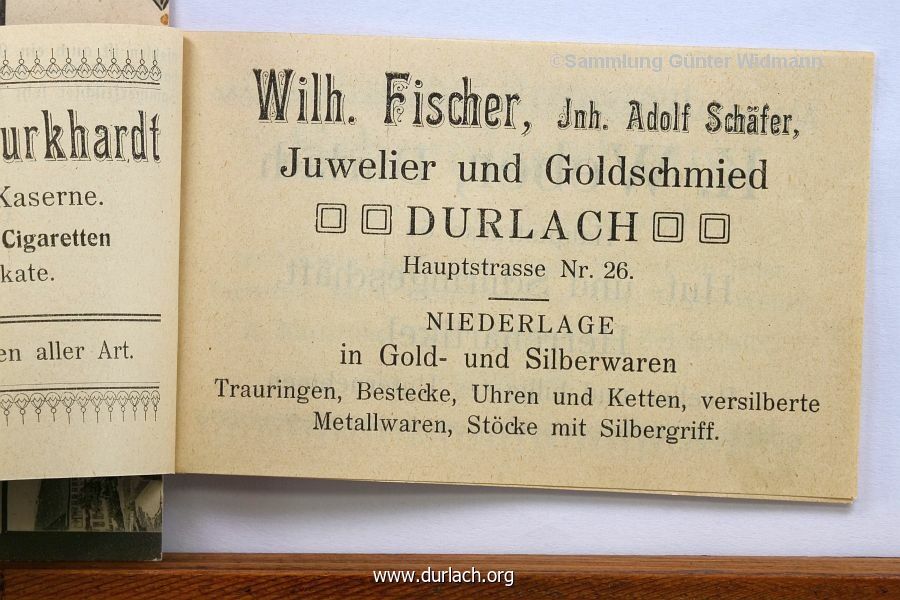 ©Sammlung Günter Widmann
urkhardt
Kaserne.
Cigaretten
kate.
en aller Art.
Wilh. Fischer, Jnh. Adolf Schäfer,
Juwelier und Goldschmied
DURLACH
Hauptstrasse Nr. 26.
NIEDERLAGE
in Gold- und Silberwaren
Trauringen, Bestecke, Uhren und Ketten, versilberte
Metallwaren, Stöcke mit Silbergriff.
www.durlach.org